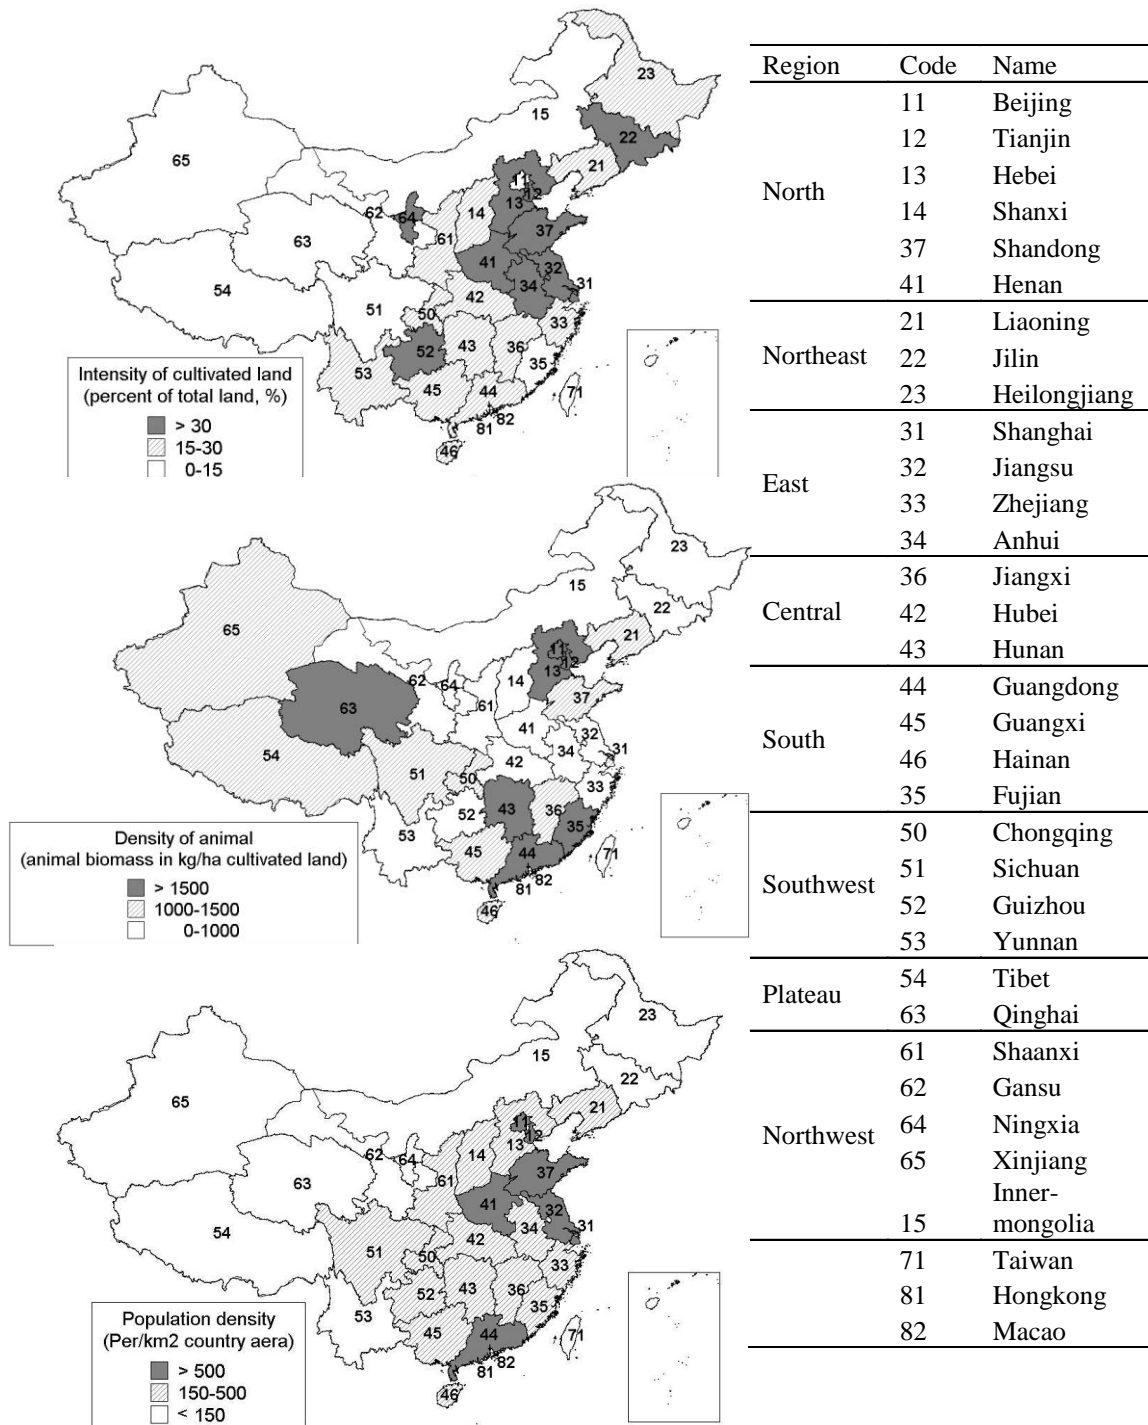 23
15
22
65
21
11
12
62
64
13
14
63
61
37
41
32
54
34
31
42
51
50
33
43
36
52
35
53
45
44
71
82
81
46
Intensity of cultivated land
(percent of total land, %)
> 30
15-30
0-15
23
15
22
65
21
11
12
62
64
13
14
61
37
63
41
32
54
34
31
42
51
50
33
43
36
52
35
53
44
45
71
82
81
46
Density of animal
(animal biomass in kg/ha cultivated land)
> 1500
1000-1500
0-1000
23
15
22
65
21
11
12
13
62
64
14
37
61
63
41
32
54
34
31
42
51
50
33
43
36
52
35
53
45
44
71
82
81
46
Population density
(Per/km2 country aera)
> 500
150-500
< 150
Region Code Name
North
11 Beijing
12 Tianjin
13 Hebei
14 Shanxi
37 Shandong
41 Henan
Northeast
21 Liaoning
22 Jilin
23 Heilongjiang
East
31 Shanghai
32 Jiangsu
33 Zhejiang
34 Anhui
Central
36 Jiangxi
42 Hubei
43 Hunan
South
44 Guangdong
45 Guangxi
46 Hainan
35 Fujian
Southwest
50 Chongqing
51 Sichuan
52 Guizhou
53 Yunnan
Plateau
54 Tibet
63 Qinghai
Northwest
61 Shaanxi
62 Gansu
64 Ningxia
65 Xinjiang
Inner-
15 mongolia
71 Taiwan
81 Hongkong
82 Macao